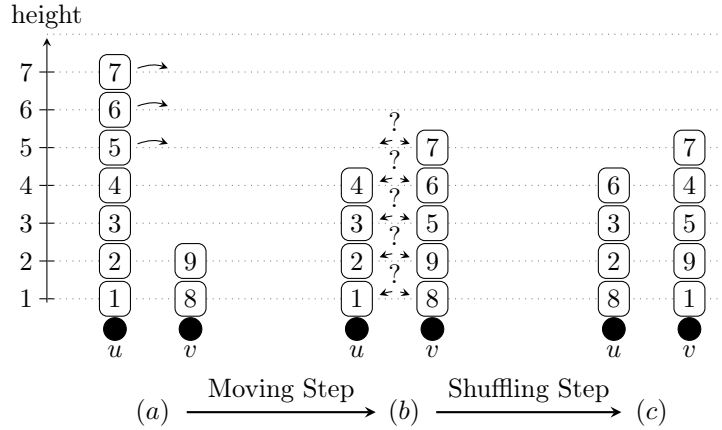 height
7 7
6 6 ?
5 5 ? 7 7
4 4 4 6 6 4
3 3 ? 3 5 3 5
2 2 9 2 ? 9 2 9
1 1 8 1 ? 8 8 1
u v u v u v
Moving Step Shuffling Step
(a) (b) (c)